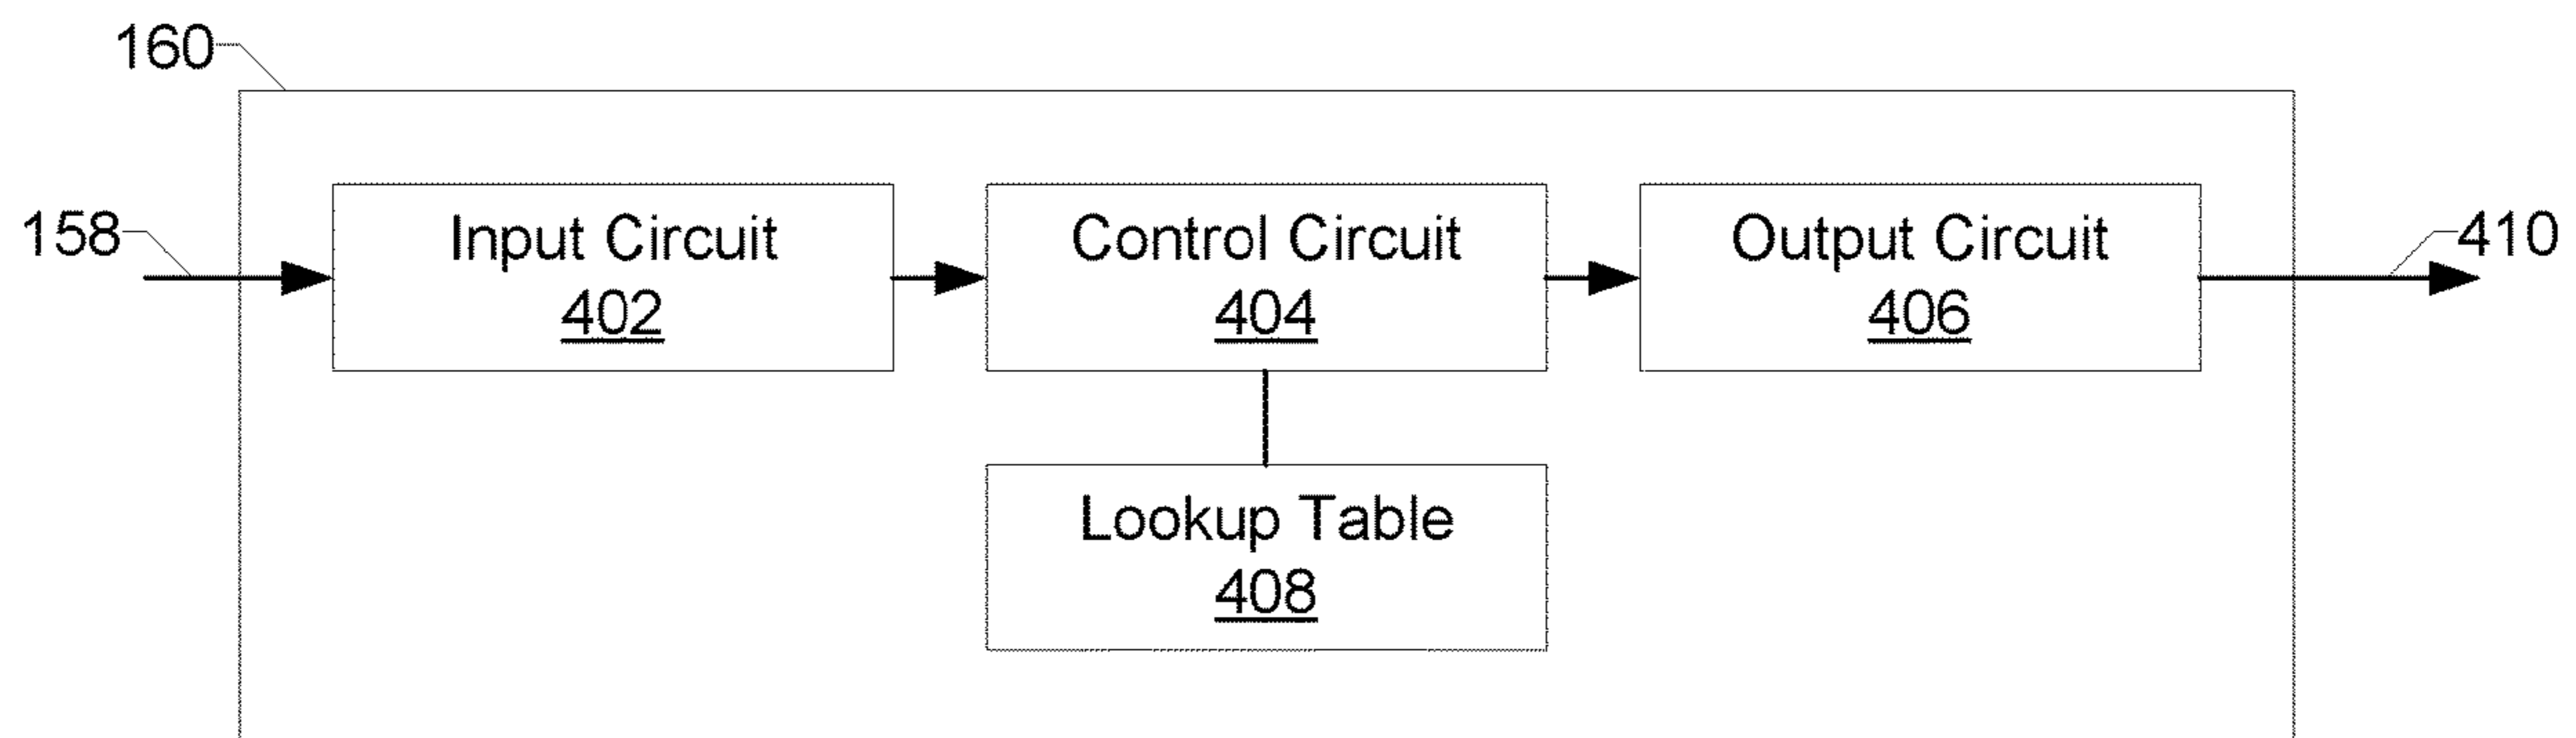 160
158
Input Circuit
402
Control Circuit
404
Output Circuit
406
410
Lookup Table
408